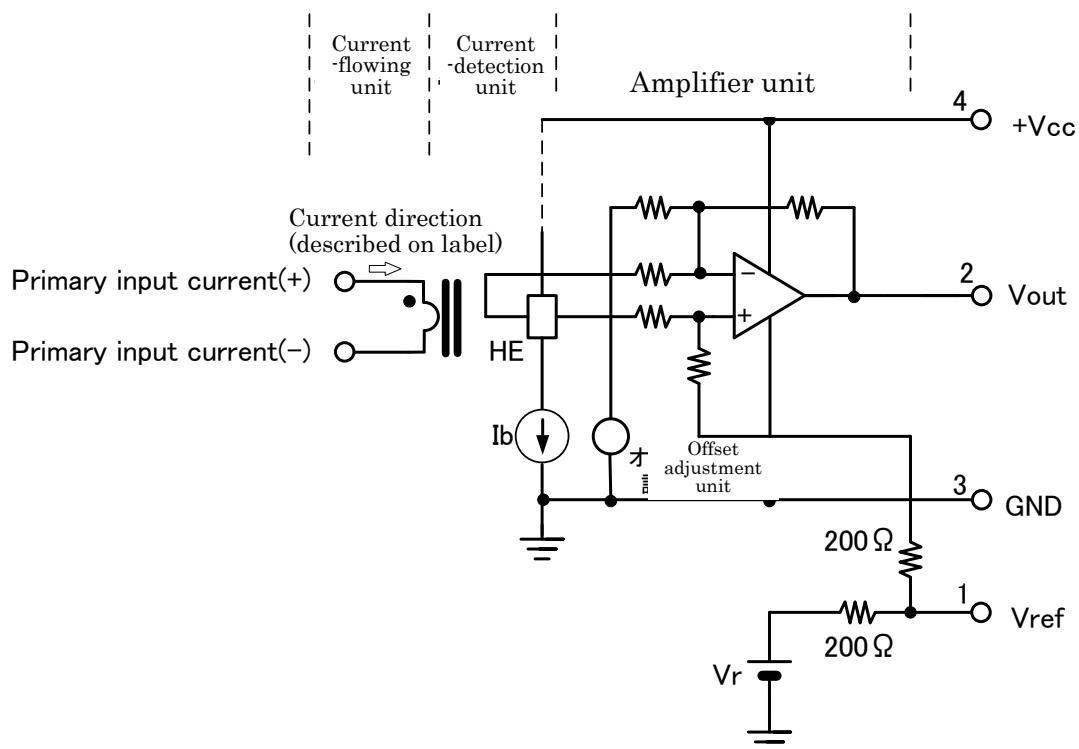 Current
-flowing
unit
Current
-detection
unit
Amplifier unit
4
+Vcc
Current direction
(described on label)
Primary input current(+)
Primary input current(−)
HE
−
+
2
Vout
Ib
オ
Offset
adjustment
unit
3
GND
200Ω
1
Vref
200Ω
Vr